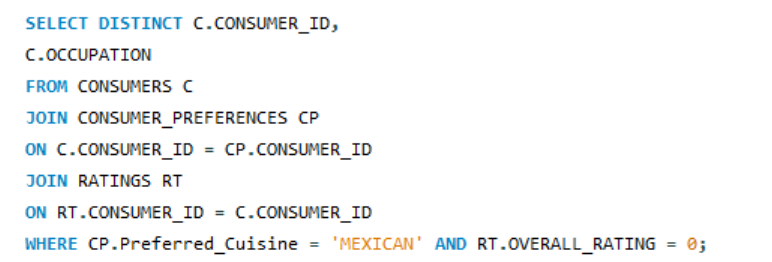 SELECT DISTINCT C.CONSUMER_ID,
C.OCCUPATION
FROM CONSUMERS C
JOIN CONSUMER_PREFERENCES CP
ON C.CONSUMER_ID = CP.CONSUMER_ID
JOIN RATINGS RT
ON RT.CONSUMER_ID = C.CONSUMER_ID
WHERE CP.Preferred_Cuisine = 'MEXICAN' AND RT.OVERALL_RATING = 0;